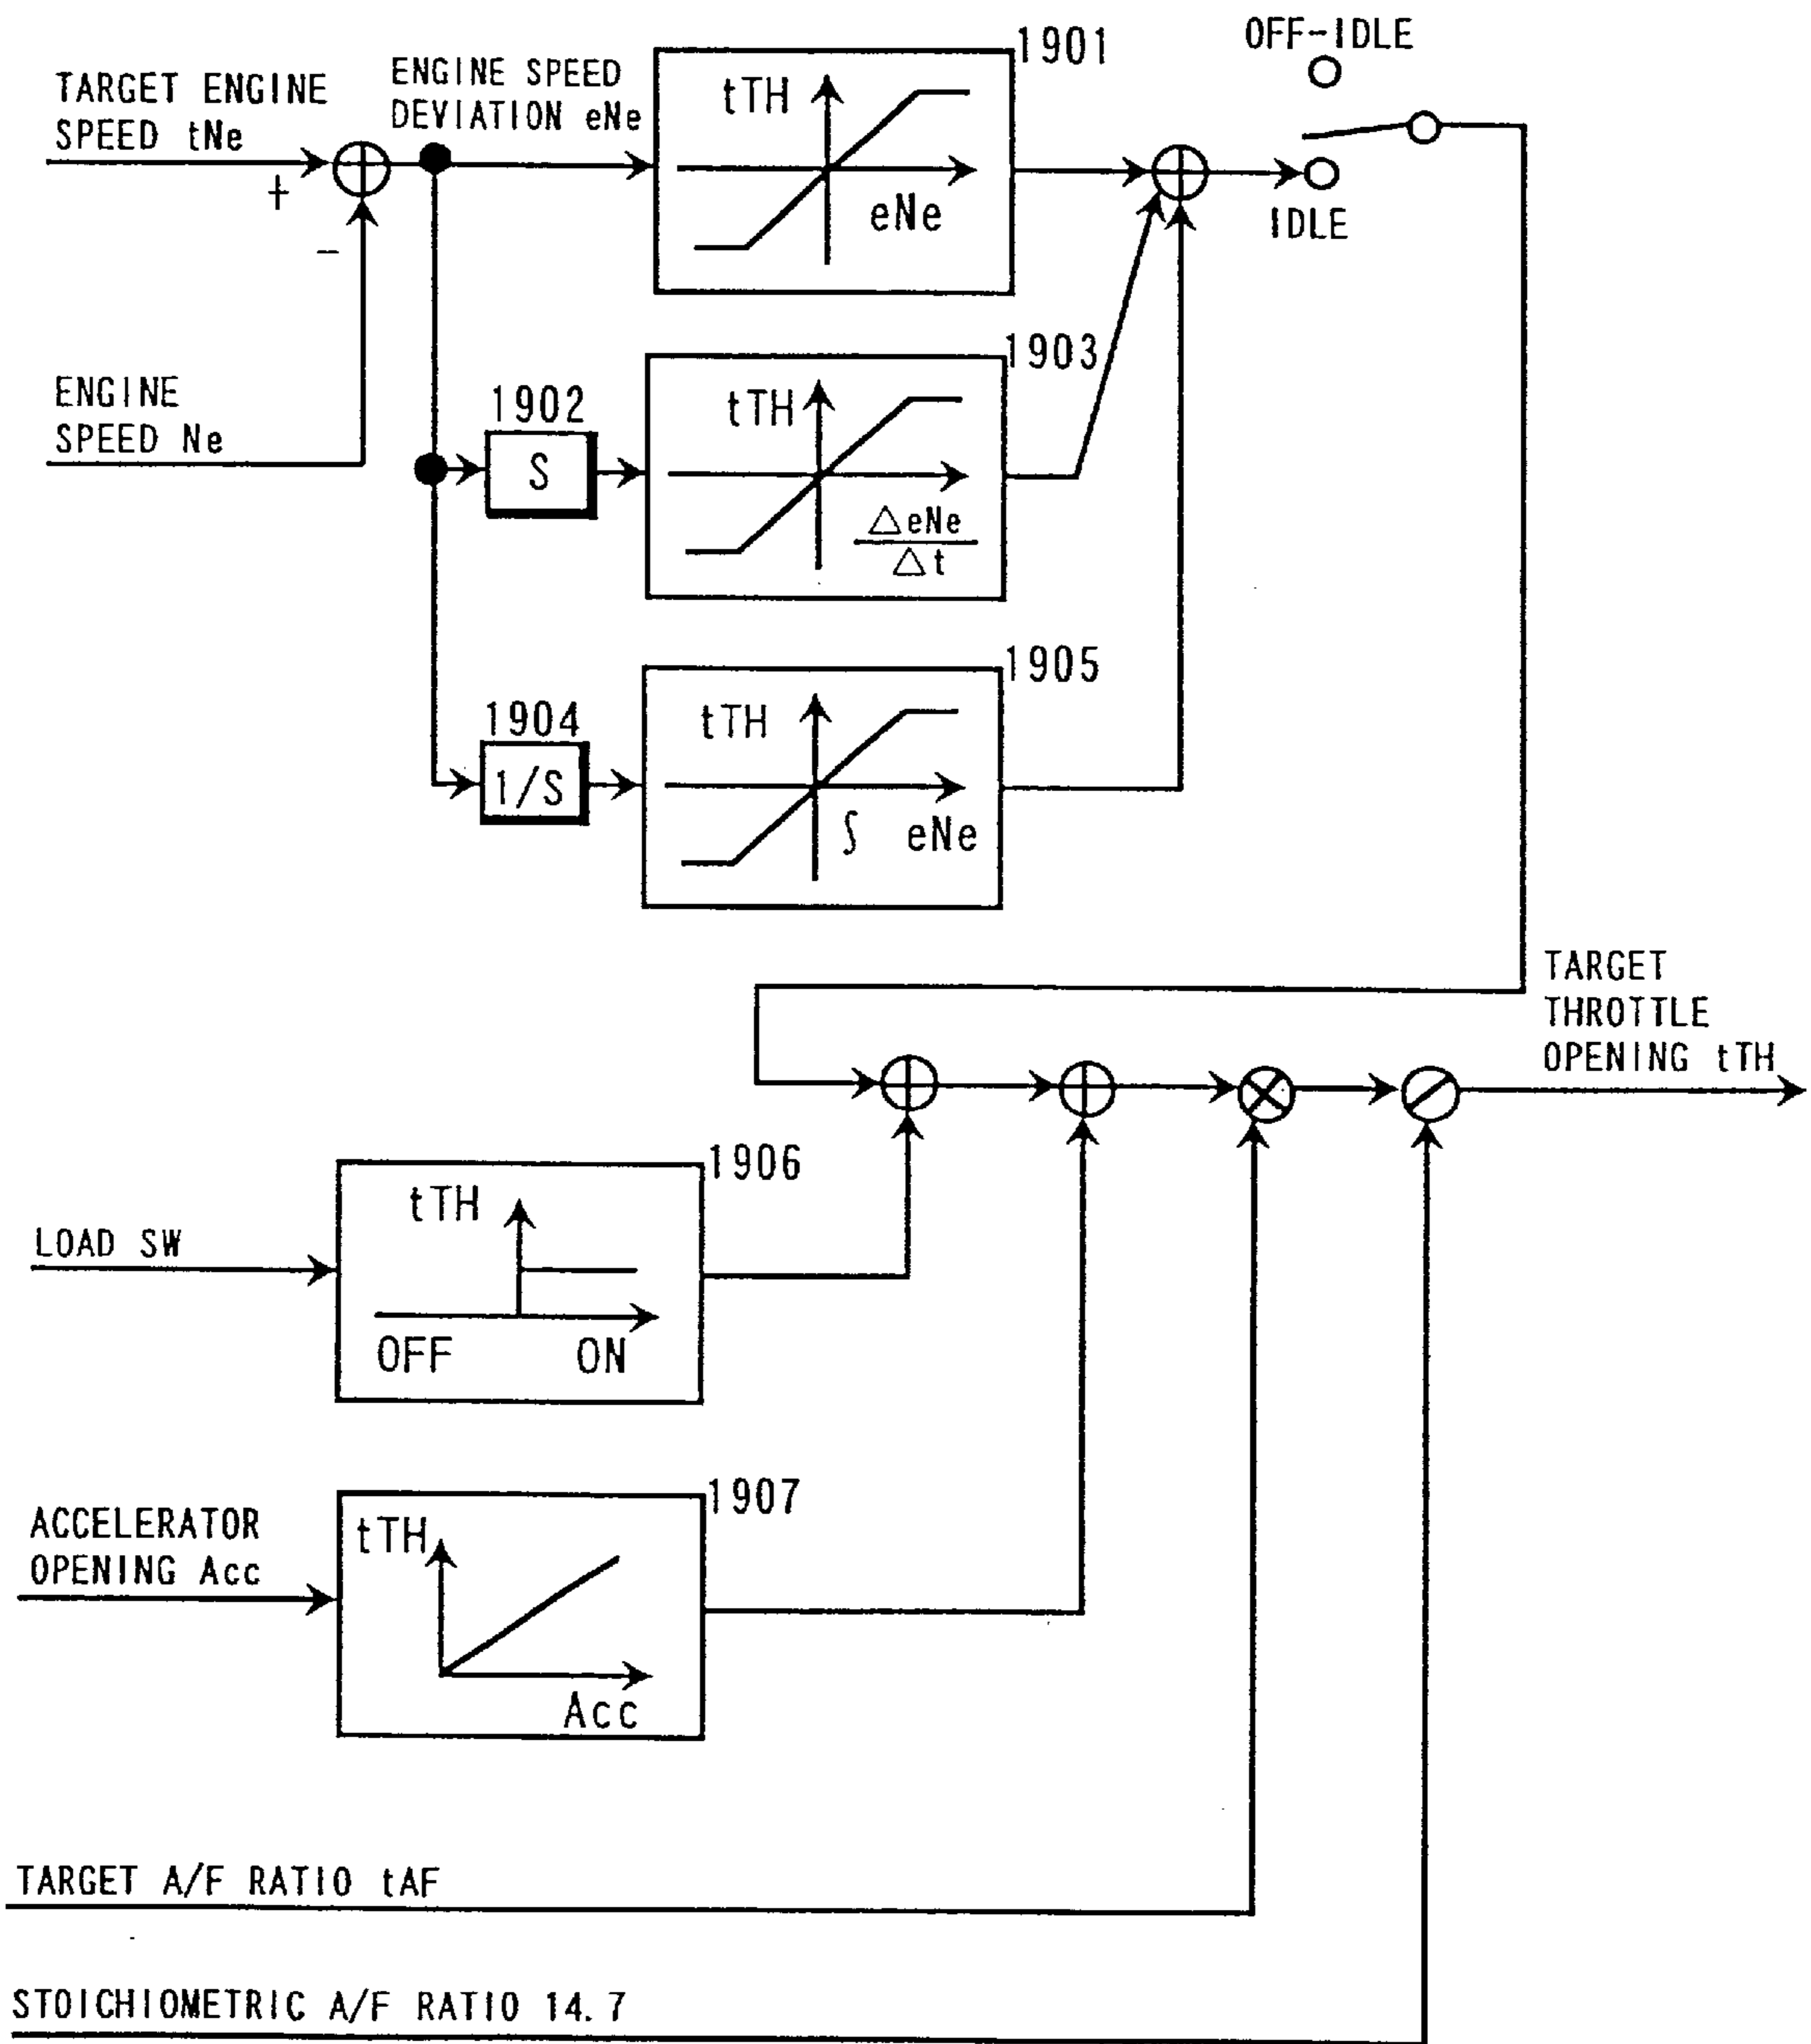 OFF-IDLE
1901
ENGINE SPEED
DEVIATION eNe
TARGET ENGINE
SPEED tNe
tTH
eNe
+
−
IDLE
1903
ENGINE
SPEED Ne
1902
S
tTH
△eNe
△t
1905
1904
1/S
tTH
∫ eNe
TARGET
THROTTLE
OPENING tTH
1906
tTH
LOAD SW
OFF ON
1907
ACCELERATOR
OPENING Acc
tTH
Acc
TARGET A/F RATIO tAF
STOICHIOMETRIC A/F RATIO 14.7